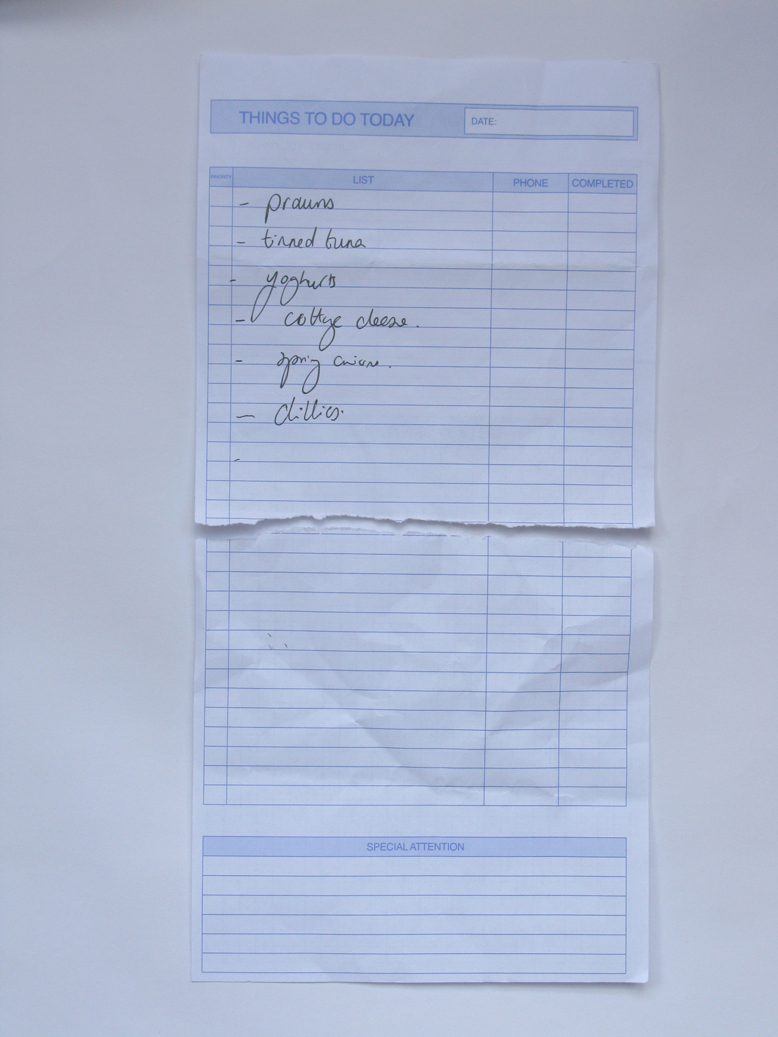 THINGS TO DO TODAY DATE:
PRIORITY LIST PHONE COMPLETED
- prawns
- tinned tuna
- yoghurts
- cottage cheese.
- spring onions.
- chillies.
-
SPECIAL ATTENTION